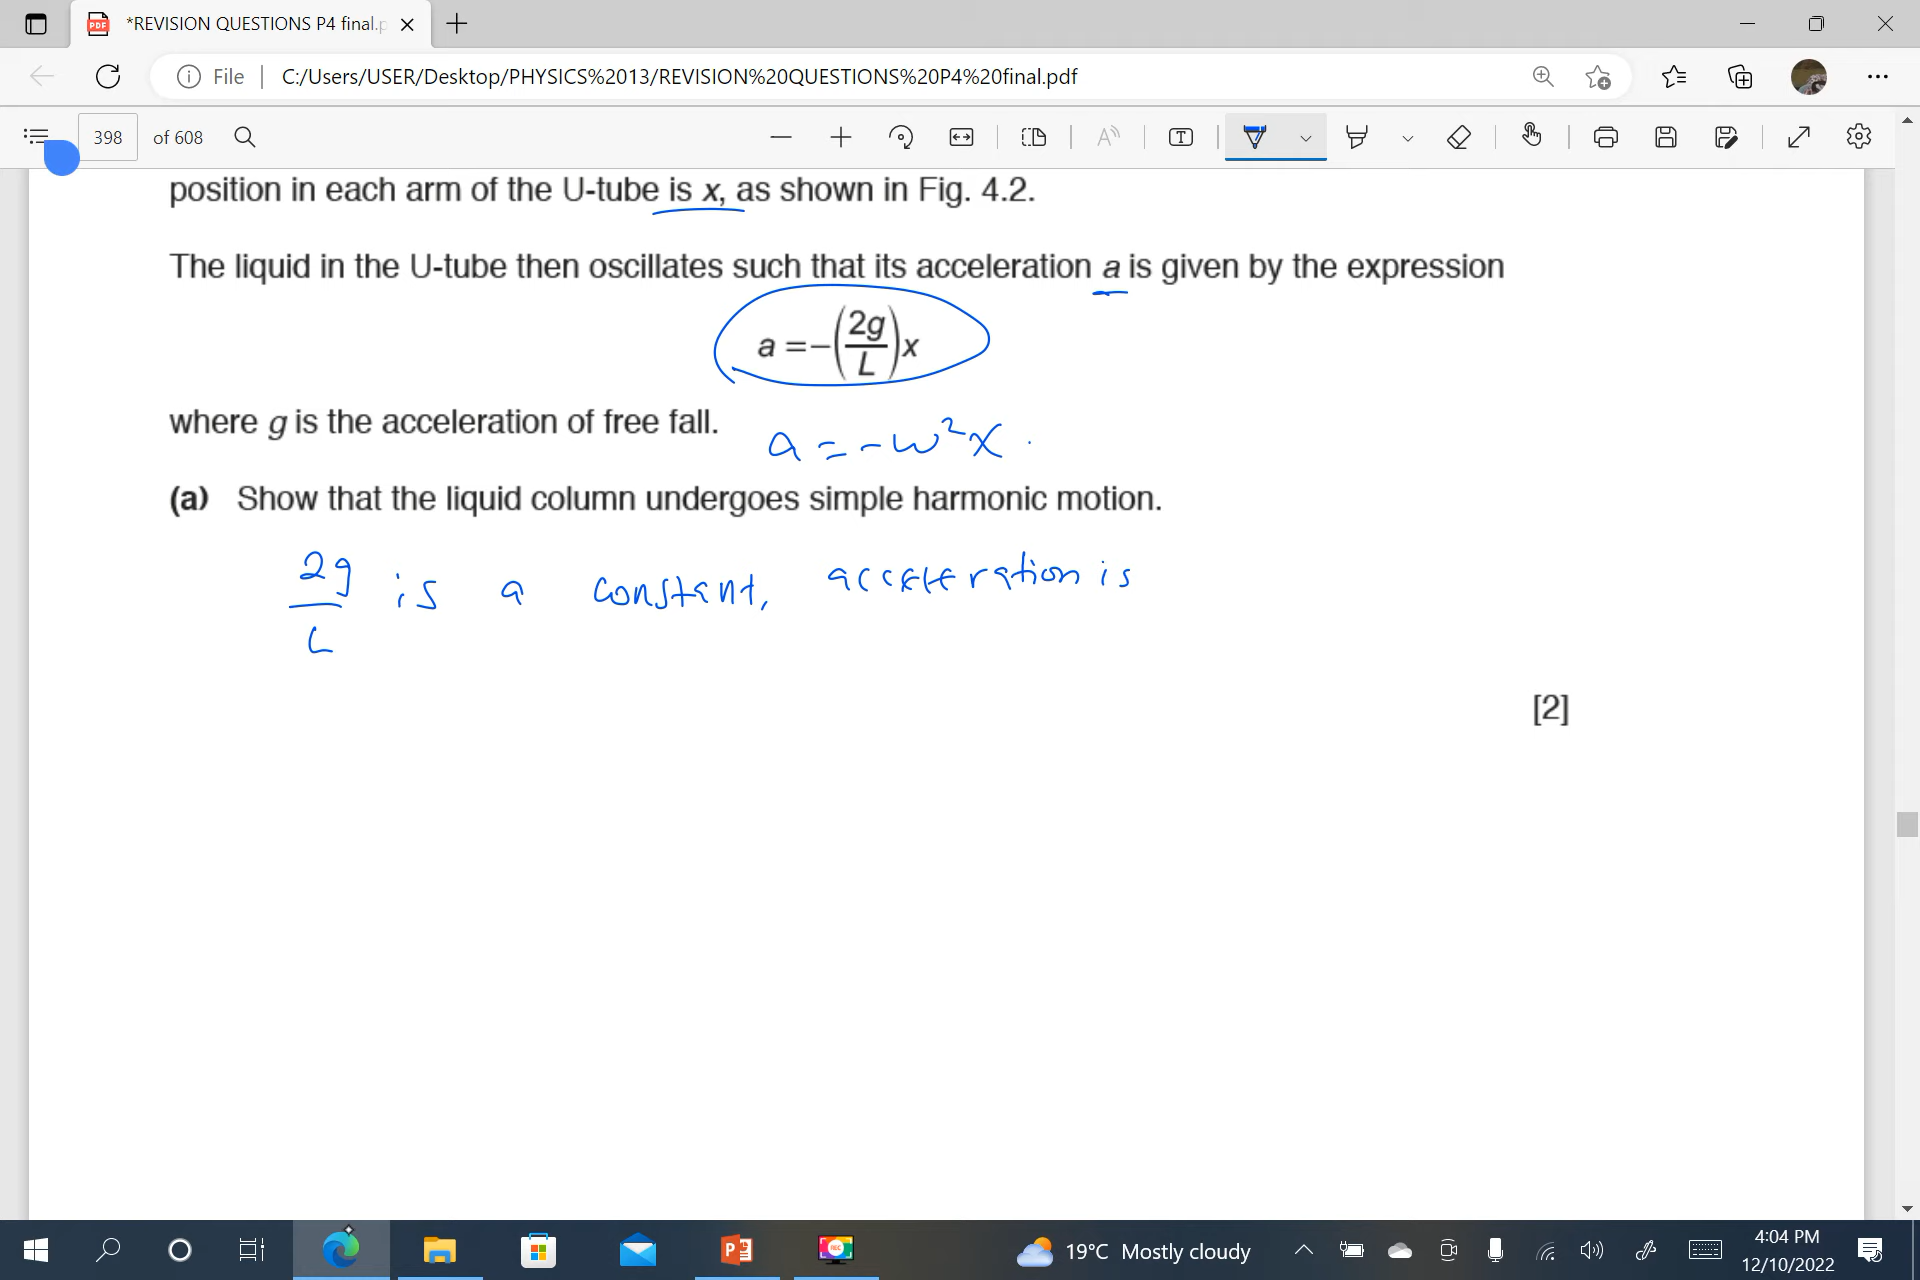 *REVISION QUESTIONS P4 final.p
File | C:/Users/USER/Desktop/PHYSICS%2013/REVISION%20QUESTIONS%20P4%20final.pdf
398 of 608
position in each arm of the U-tube is x, as shown in Fig. 4.2.
The liquid in the U-tube then oscillates such that its acceleration a is given by the expression
a = −(2g/L)x
where g is the acceleration of free fall.
a = −ω²x.
(a) Show that the liquid column undergoes simple harmonic motion.
2g/L is a constant, acceleration is
[2]
19°C Mostly cloudy
4:04 PM
12/10/2022